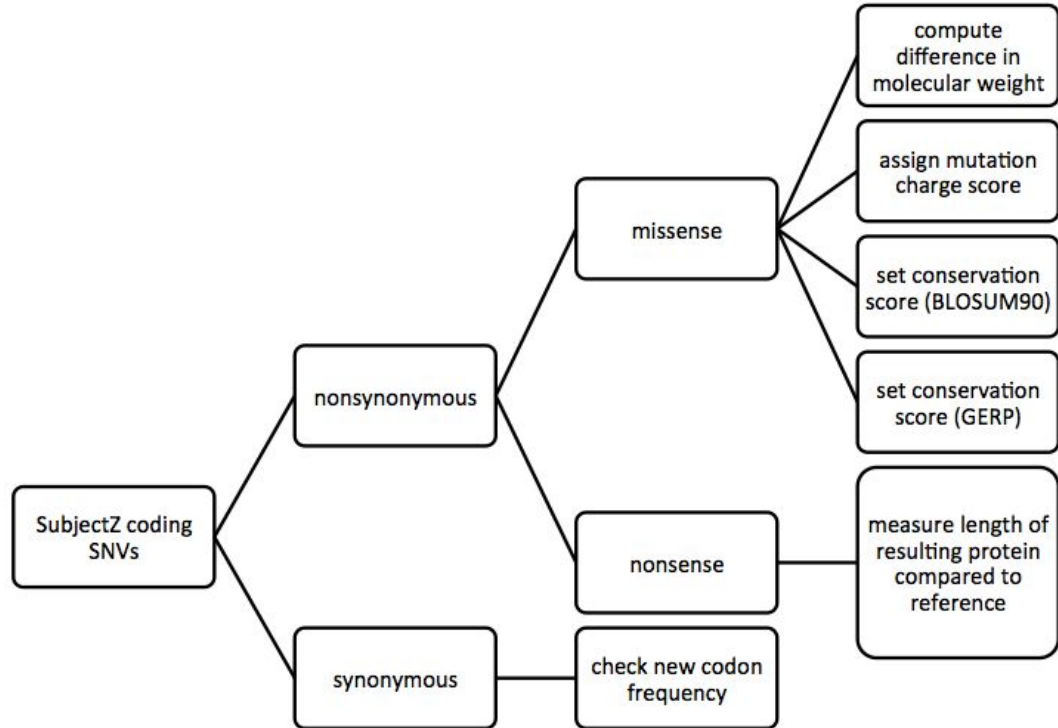 compute
difference in
molecular weight
assign mutation
charge score
missense
set conservation
score (BLOSUM90)
nonsynonymous
set conservation
score (GERP)
SubjectZ coding
SNVs
nonsense
measure length of
resulting protein
compared to
reference
synonymous
check new codon
frequency